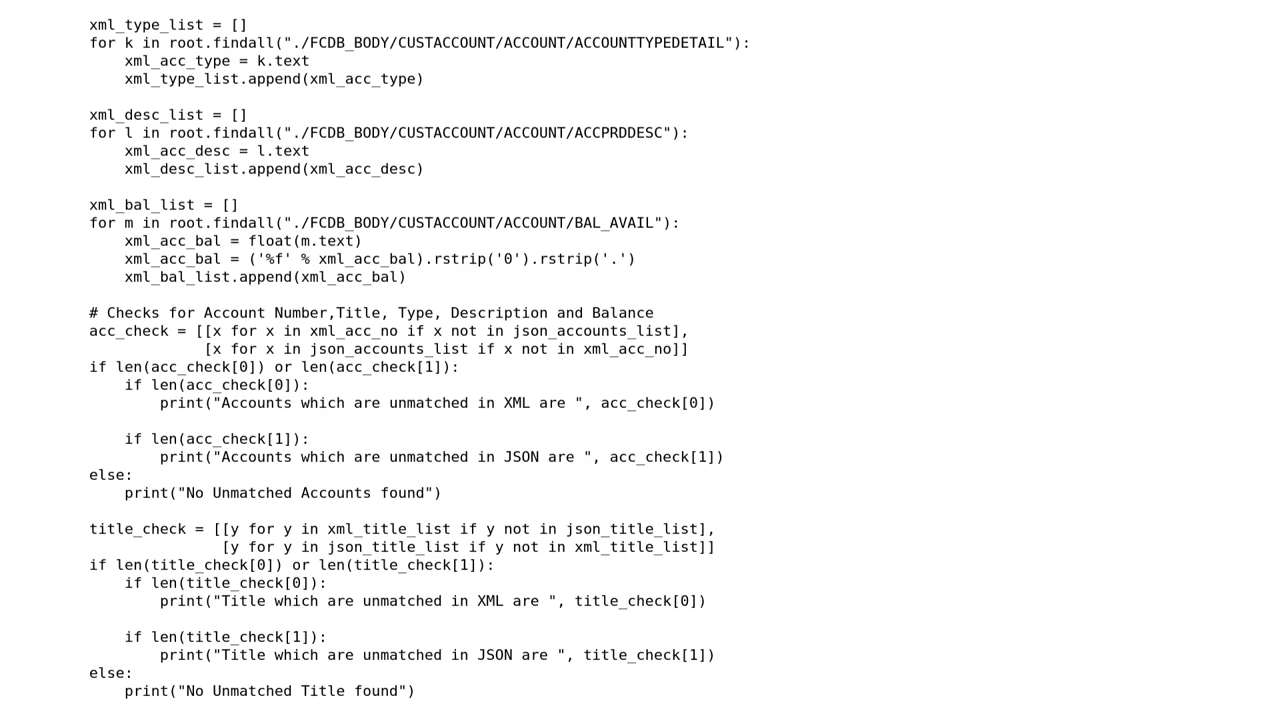 xml_type_list = []
for k in root.findall("./FCDB_BODY/CUSTACCOUNT/ACCOUNT/ACCOUNTTYPEDETAIL"):
    xml_acc_type = k.text
    xml_type_list.append(xml_acc_type)

xml_desc_list = []
for l in root.findall("./FCDB_BODY/CUSTACCOUNT/ACCOUNT/ACCPRDDESC"):
    xml_acc_desc = l.text
    xml_desc_list.append(xml_acc_desc)

xml_bal_list = []
for m in root.findall("./FCDB_BODY/CUSTACCOUNT/ACCOUNT/BAL_AVAIL"):
    xml_acc_bal = float(m.text)
    xml_acc_bal = ('%f' % xml_acc_bal).rstrip('0').rstrip('.')
    xml_bal_list.append(xml_acc_bal)

# Checks for Account Number,Title, Type, Description and Balance
acc_check = [[x for x in xml_acc_no if x not in json_accounts_list],
             [x for x in json_accounts_list if x not in xml_acc_no]]
if len(acc_check[0]) or len(acc_check[1]):
    if len(acc_check[0]):
        print("Accounts which are unmatched in XML are ", acc_check[0])

    if len(acc_check[1]):
        print("Accounts which are unmatched in JSON are ", acc_check[1])
else:
    print("No Unmatched Accounts found")

title_check = [[y for y in xml_title_list if y not in json_title_list],
               [y for y in json_title_list if y not in xml_title_list]]
if len(title_check[0]) or len(title_check[1]):
    if len(title_check[0]):
        print("Title which are unmatched in XML are ", title_check[0])

    if len(title_check[1]):
        print("Title which are unmatched in JSON are ", title_check[1])
else:
    print("No Unmatched Title found")